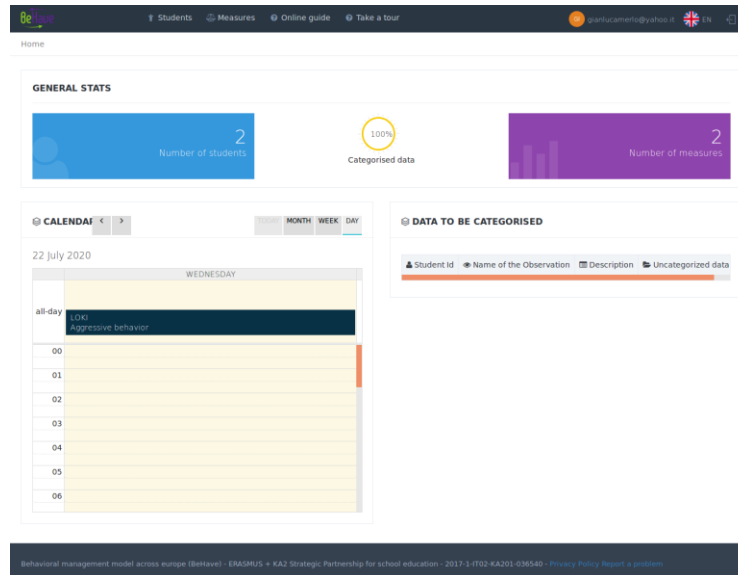 BeHave Students Measures Online guide Take a tour gianlucamerlo@yahoo.it EN
Home
GENERAL STATS
2
Number of students
100%
Categorised data
2
Number of measures
CALENDAR < > TODAY MONTH WEEK DAY
22 July 2020
WEDNESDAY
all-day
LOKI
Aggressive behavior
00
01
02
03
04
05
06
DATA TO BE CATEGORISED
Student Id Name of the Observation Description Uncategorized data
Behavioral management model across europe (BeHave) - ERASMUS + KA2 Strategic Partnership for school education - 2017-1-IT02-KA201-036540 - Privacy Policy Report a problem